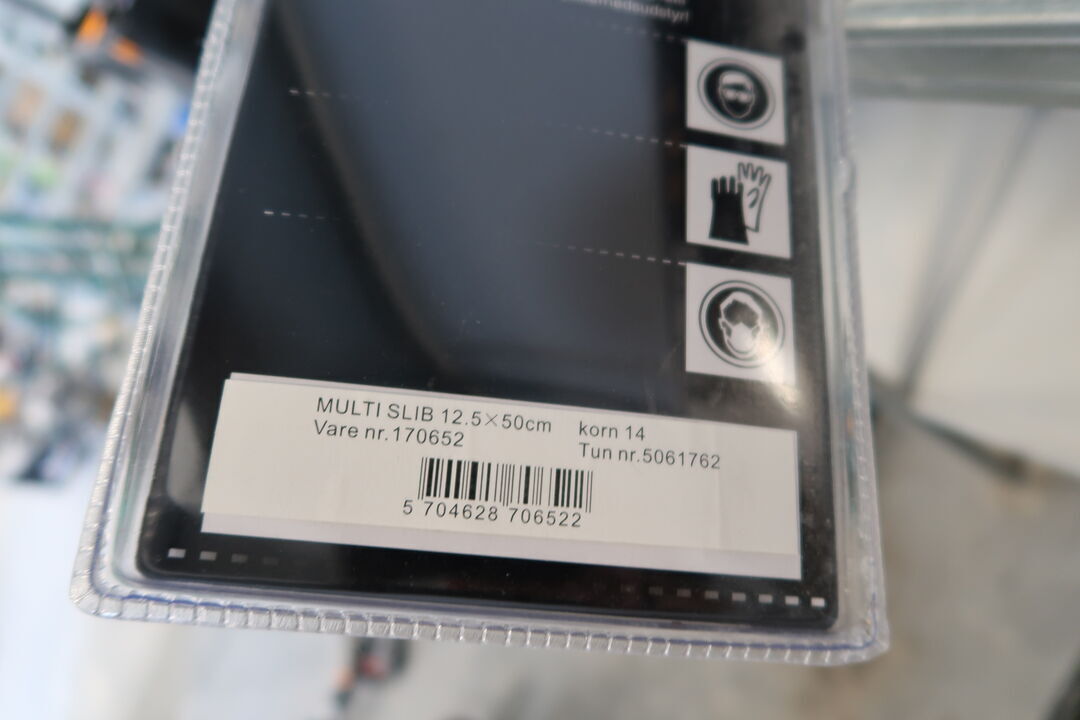 MULTI SLIB 12.5×50cm korn 14
Vare nr.170652 Tun nr.5061762
5 704628 706522